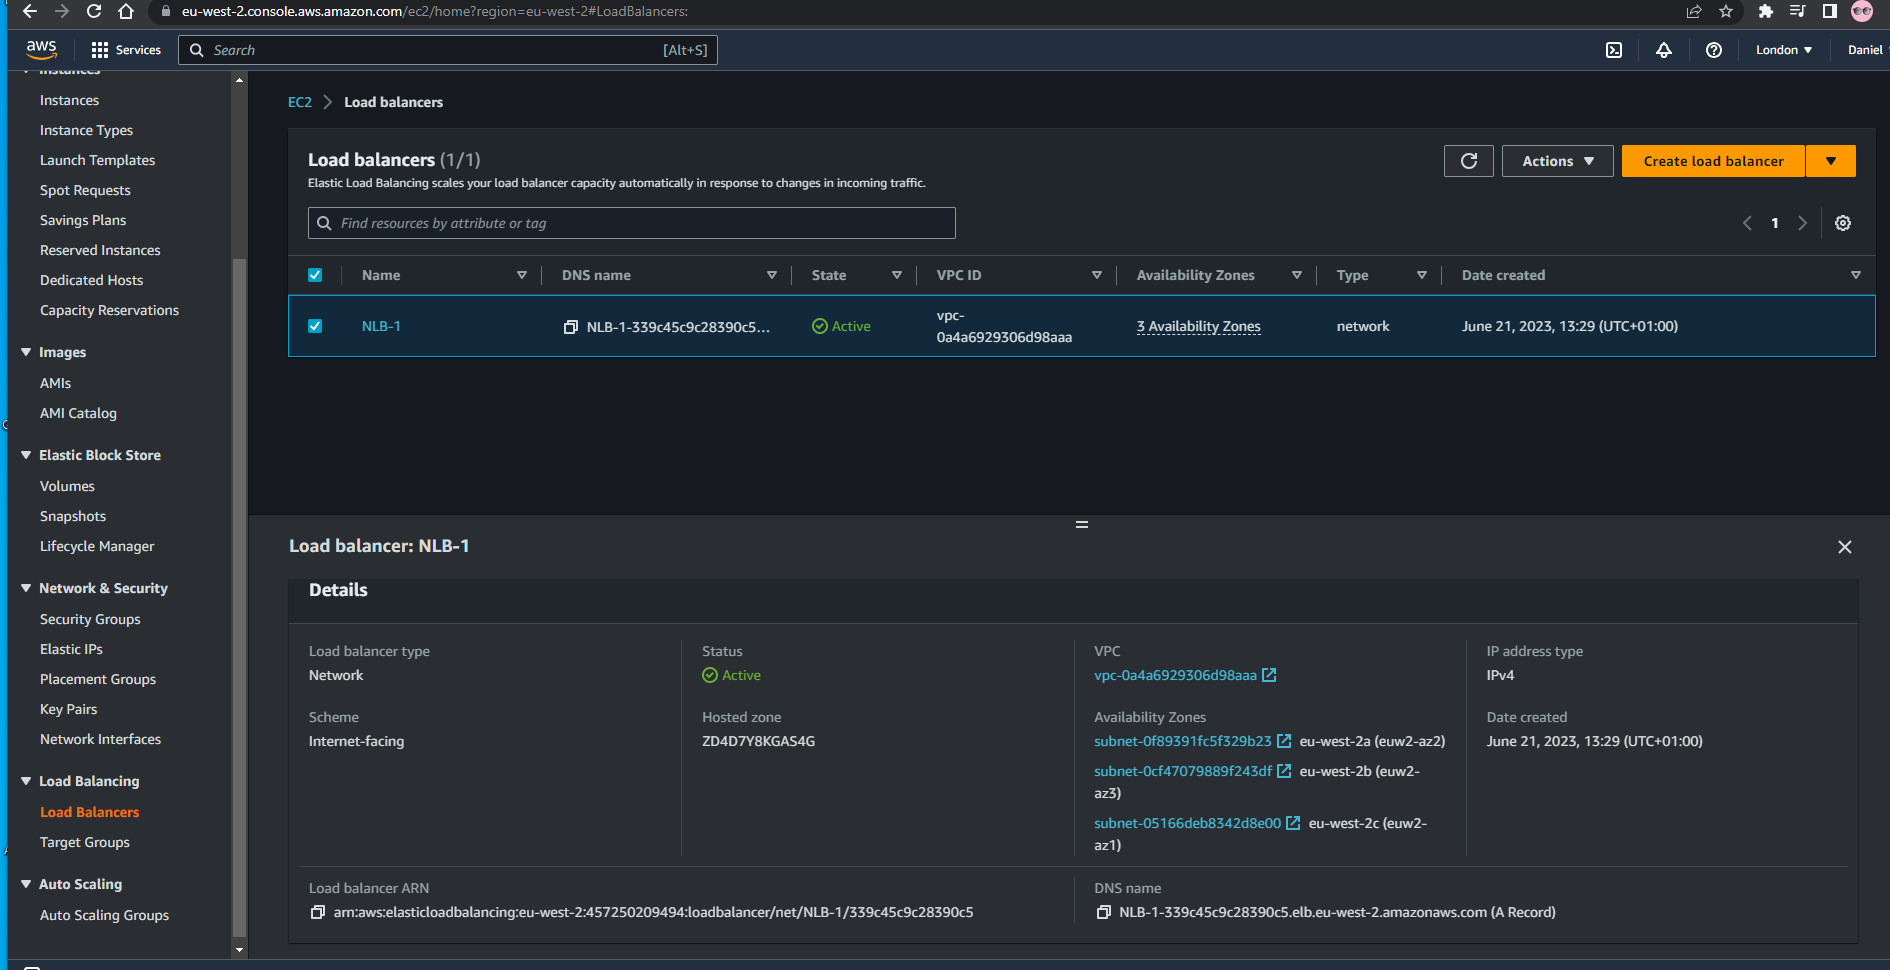 eu-west-2.console.aws.amazon.com/ec2/home?region=eu-west-2#LoadBalancers:
aws
Services
Search
[Alt+S]
London
Daniel
Instances
Instances
Instance Types
Launch Templates
Spot Requests
Savings Plans
Reserved Instances
Dedicated Hosts
Capacity Reservations
Images
AMIs
AMI Catalog
Elastic Block Store
Volumes
Snapshots
Lifecycle Manager
Network & Security
Security Groups
Elastic IPs
Placement Groups
Key Pairs
Network Interfaces
Load Balancing
Load Balancers
Target Groups
Auto Scaling
Auto Scaling Groups
EC2 > Load balancers
Load balancers (1/1)
Elastic Load Balancing scales your load balancer capacity automatically in response to changes in incoming traffic.
Actions
Create load balancer
Find resources by attribute or tag
1
Name
DNS name
State
VPC ID
Availability Zones
Type
Date created
NLB-1
NLB-1-339c45c9c28390c5...
Active
vpc-
0a4a6929306d98aaa
3 Availability Zones
network
June 21, 2023, 13:29 (UTC+01:00)
Load balancer: NLB-1
Details
Load balancer type
Network
Scheme
Internet-facing
Status
Active
Hosted zone
ZD4D7Y8KGAS4G
VPC
vpc-0a4a6929306d98aaa
Availability Zones
subnet-0f89391fc5f329b23 eu-west-2a (euw2-az2)
subnet-0cf47079889f243df eu-west-2b (euw2-
az3)
subnet-05166deb8342d8e00 eu-west-2c (euw2-
az1)
IP address type
IPv4
Date created
June 21, 2023, 13:29 (UTC+01:00)
Load balancer ARN
arn:aws:elasticloadbalancing:eu-west-2:457250209494:loadbalancer/net/NLB-1/339c45c9c28390c5
DNS name
NLB-1-339c45c9c28390c5.elb.eu-west-2.amazonaws.com (A Record)